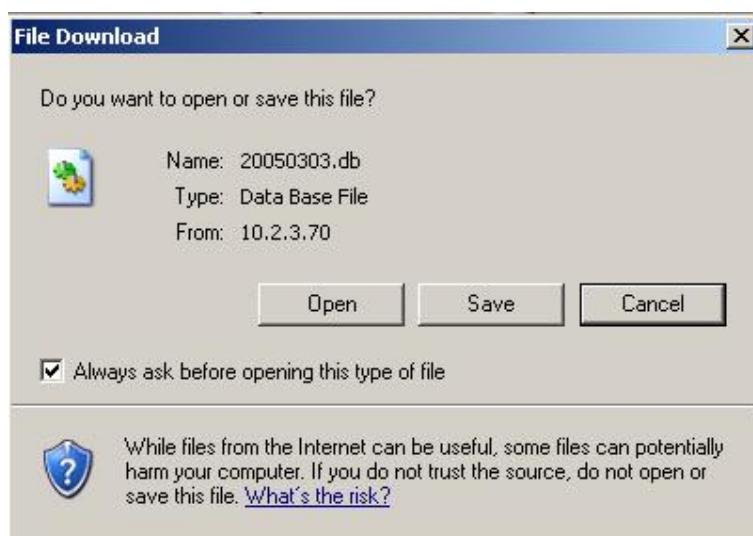 File Download
Do you want to open or save this file?
Name: 20050303.db
Type: Data Base File
From: 10.2.3.70
Open Save Cancel
Always ask before opening this type of file
While files from the Internet can be useful, some files can potentially
harm your computer. If you do not trust the source, do not open or
save this file. What's the risk?